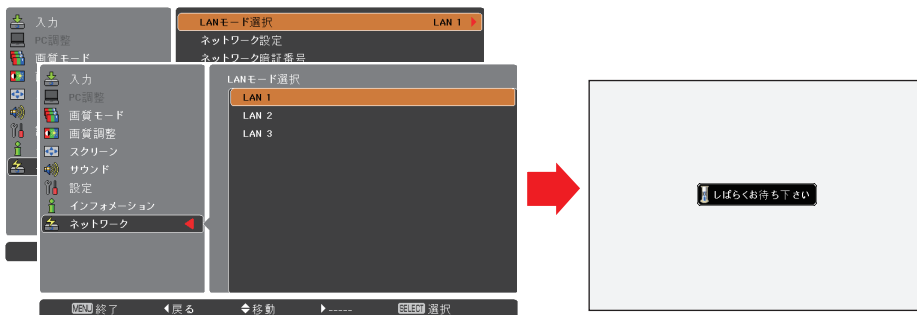 入力
PC調整
画質モード
LANモード選択 LAN 1
ネットワーク設定
ネットワーク暗証番号
入力
PC調整
画質モード
画質調整
スクリーン
サウンド
設定
インフォメーション
ネットワーク
LANモード選択
LAN 1
LAN 2
LAN 3
MENU 終了 戻る 移動 ----- SELECT 選択
しばらくお待ち下さい